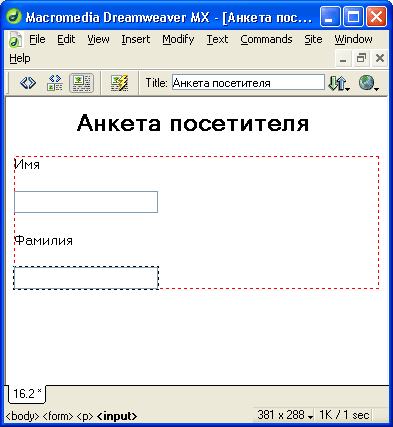 Macromedia Dreamweaver MX - [Анкета пос...
File Edit View Insert Modify Text Commands Site Window
Help
Title: Анкета посетителя
Анкета посетителя
Имя
Фамилия
16.2*
<body> <form> <p> <input> 381 x 288 1K / 1 sec